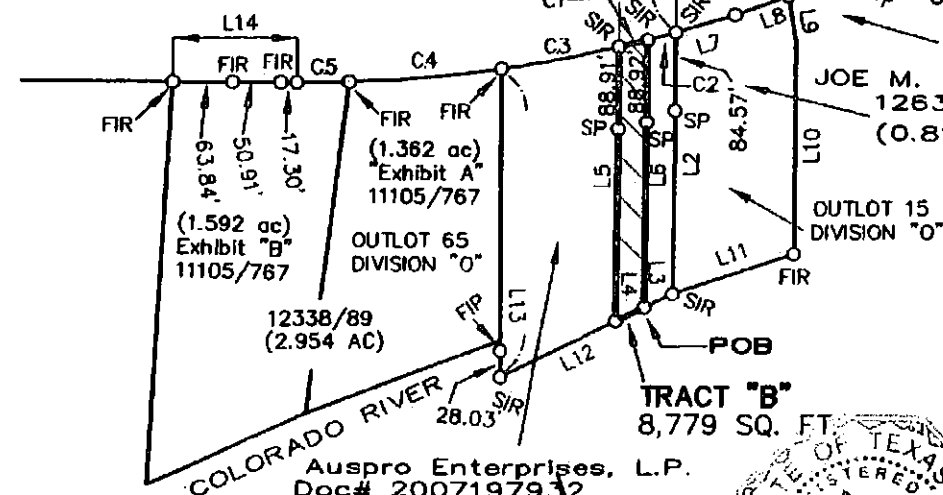 L14
FIR
FIR
C5
C4
C3
SIR
SIR
SIR
L7
L8
L9
C2
FIR
FIR
FIR
63.84'
50.91'
17.30'
88.91'
88.92'
84.57'
SP
SP
SP
JOE M.
1263
(0.8
(1.362 ac)
"Exhibit A"
11105/767
(1.592 ac)
Exhibit "B"
11105/767
OUTLOT 65
DIVISION "O"
L5
L6
L2
L10
OUTLOT 15
DIVISION "O"
12338/89
(2.954 AC)
FIP
L13
L4
L3
L11
FIR
SIR
L12
POB
28.03'
SIR
TRACT "B"
8,779 SQ. FT
COLORADO RIVER
Auspro Enterprises, L.P.
Doc# 2007197932
OF TEXAS